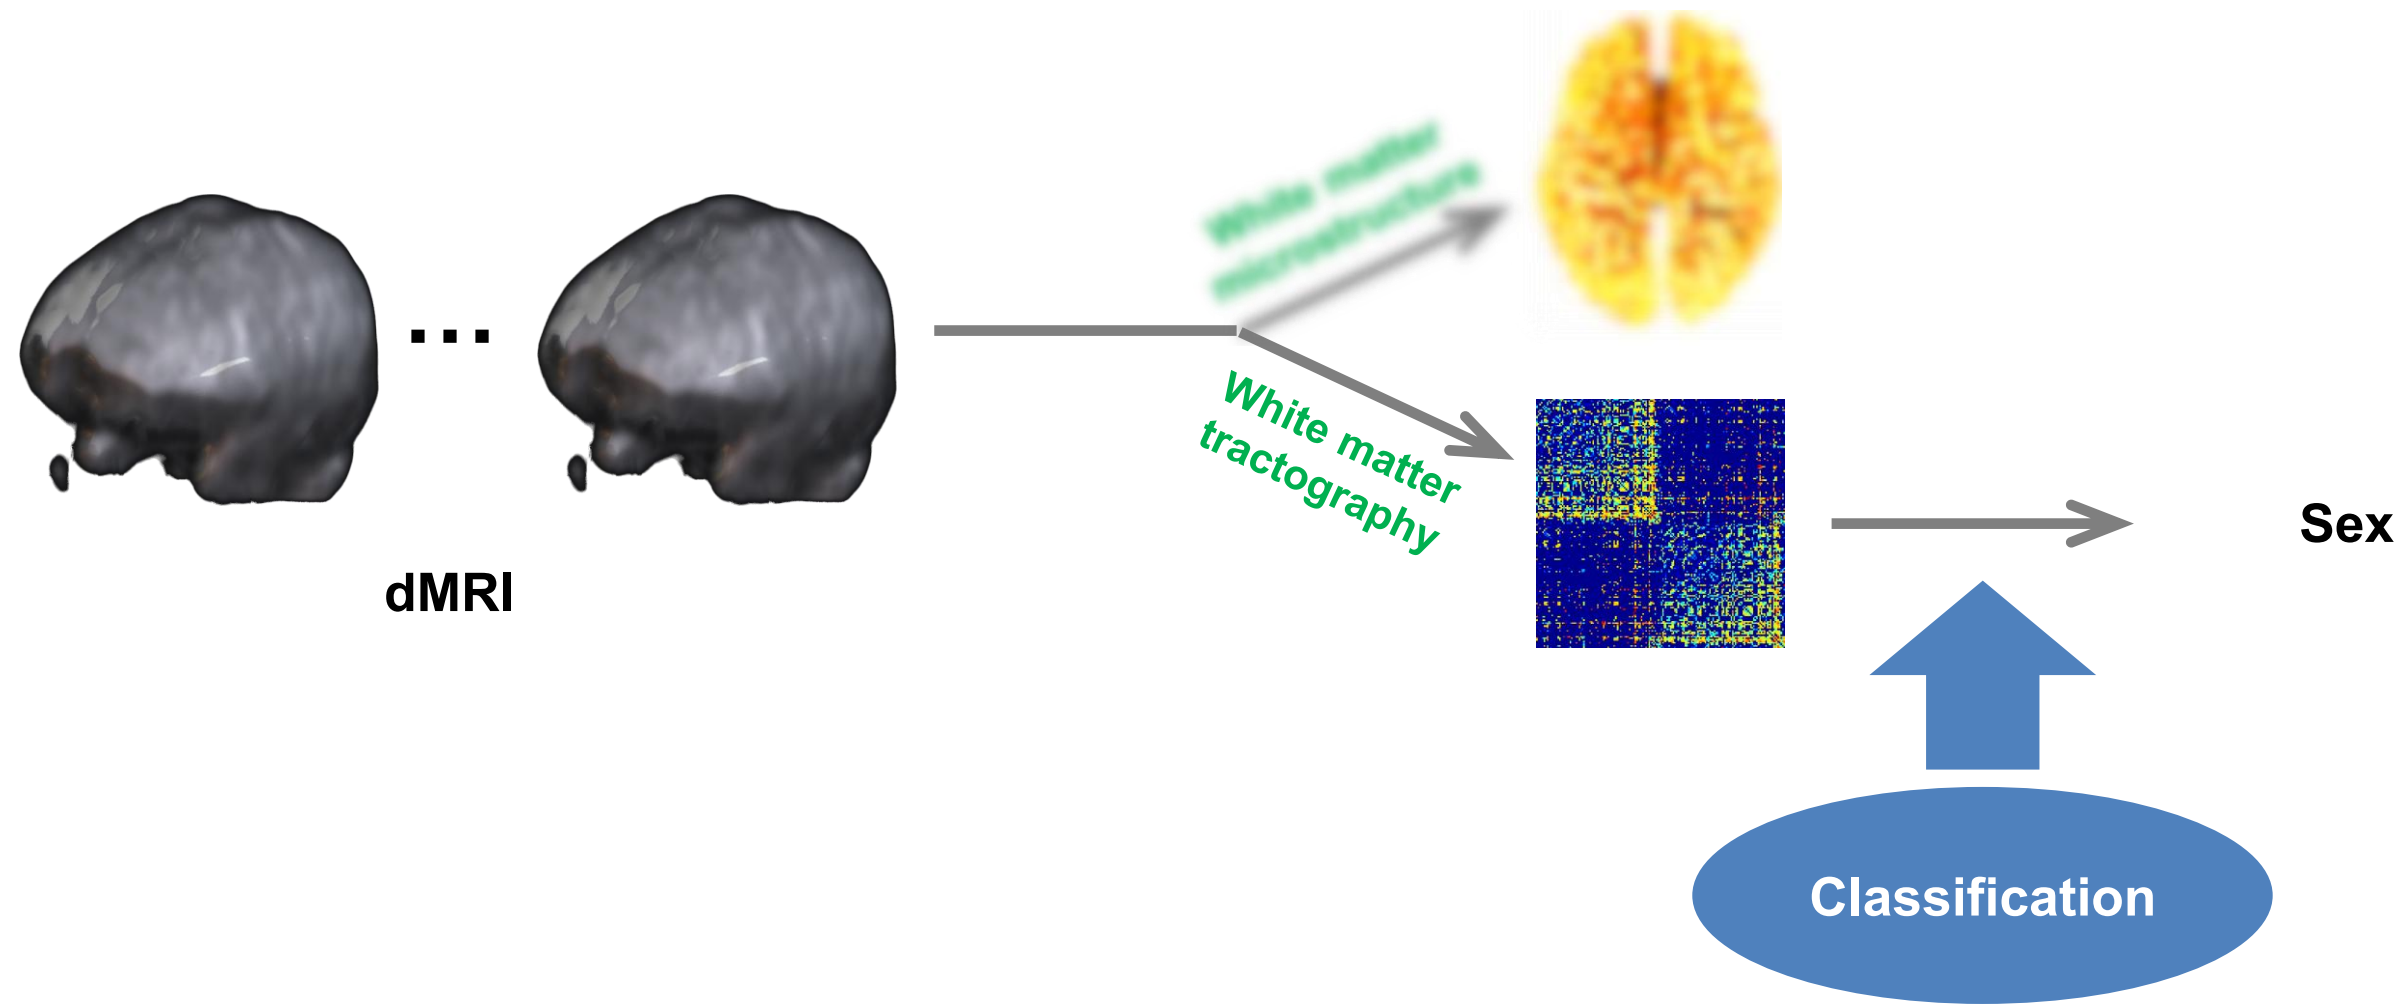 White matter
microstructure
...
White matter
tractography
Sex
dMRI
Classification